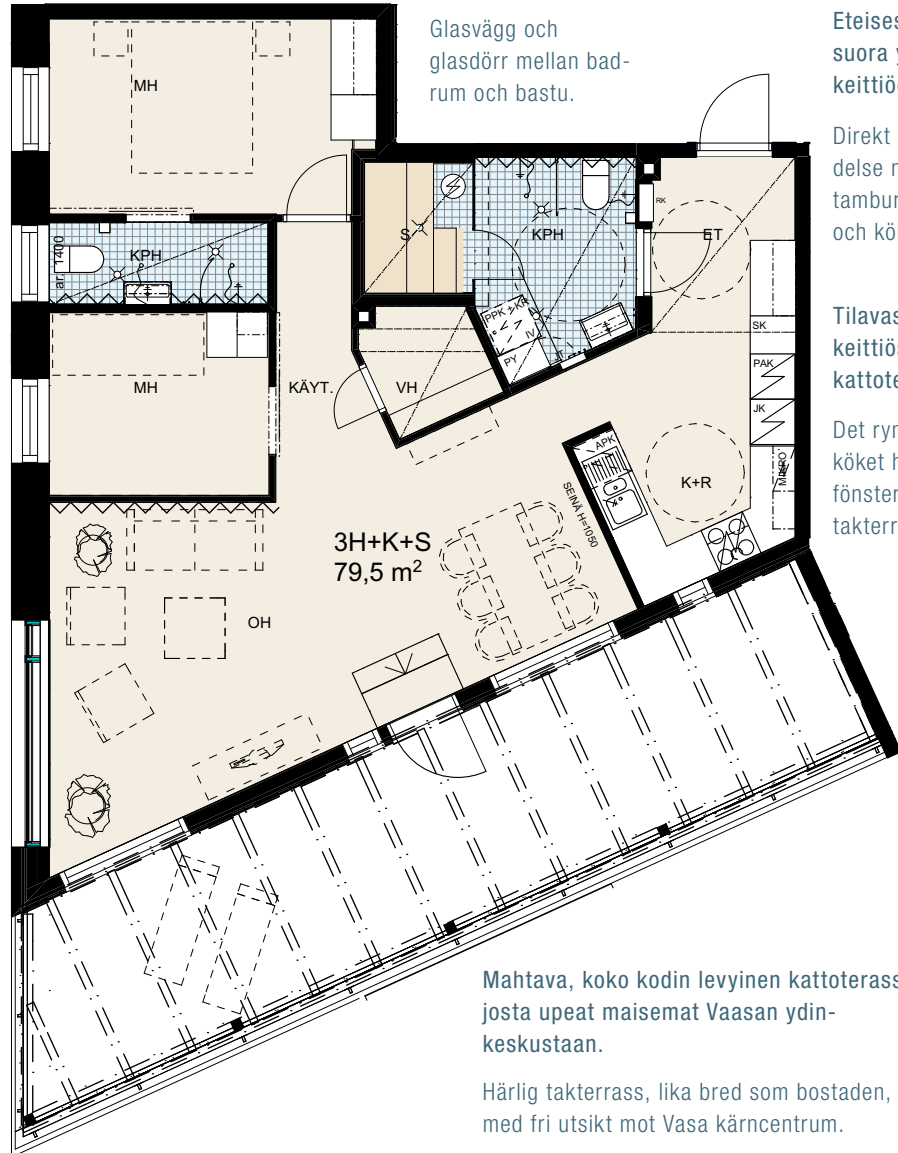 Glasvägg och
glasdörr mellan bad-
rum och bastu.
Eteises
suora y
keittiö
Direkt
delse m
tambur
och kö
Tilavas
keittiös
kattote
Det ryn
köket h
fönster
takterr
MH
ar. 1400
KPH
MH
KÄYT.
S
KPH
PPK + KR
IV
PY
VH
RK
ET
SK
PAK
JK
MIKRO
APK
K+R
SEINÄ H=1050
3H+K+S
79,5 m²
OH
Mahtava, koko kodin levyinen kattoterass
josta upeat maisemat Vaasan ydin-
keskustaan.
Härlig takterrass, lika bred som bostaden,
med fri utsikt mot Vasa kärncentrum.